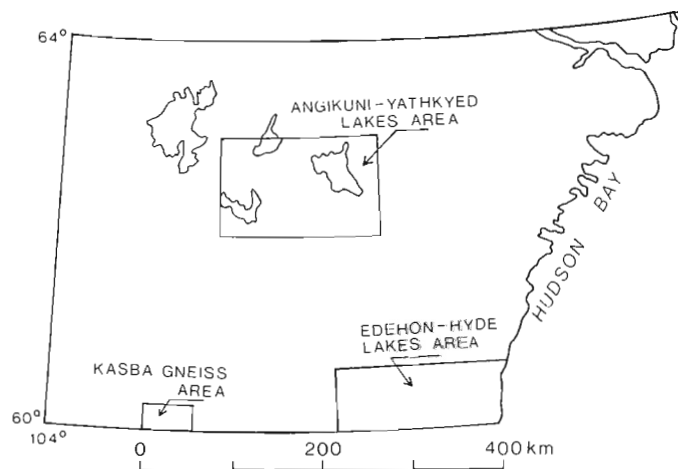 64°
ANGIKUNI-YATHKYED
LAKES AREA
HUDSON BAY
EDEHON-HYDE
LAKES AREA
KASBA GNEISS
AREA
60°
104°
0 200 400 km